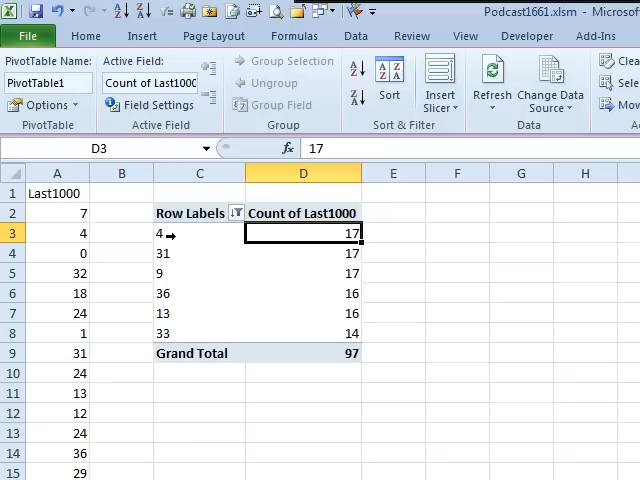 Podcast1661.xlsm - Microsof
File Home Insert Page Layout Formulas Data Review View Developer Add-Ins
PivotTable Name: Active Field:
PivotTable1 Count of Last1000
Options Field Settings
Group Selection
Ungroup
Group Field
Sort
Insert
Slicer
Refresh
Change Data
Source
Clea
Sele
Mov
PivotTable Active Field Group Sort & Filter Data
D3 fx 17
A B C D E F G H
1 Last1000
2 7 Row Labels Count of Last1000
3 4 4 17
4 0 31 17
5 32 9 17
6 18 36 16
7 24 13 16
8 1 33 14
9 31 Grand Total 97
10 24
11 13
12 12
13 24
14 36
15 29